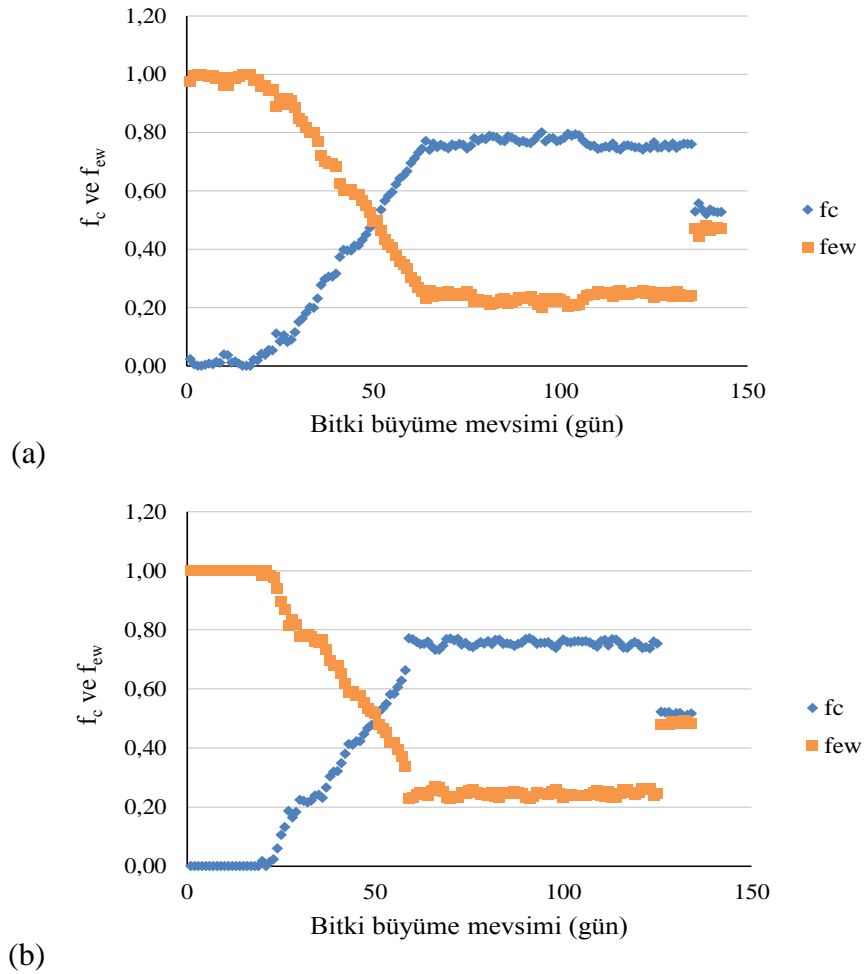 1,20
1,00
0,80
0,60
0,40
0,20
0,00
f_c ve f_ew
0
50
100
150
Bitki büyüme mevsimi (gün)
fc
few
(a)
1,20
1,00
0,80
0,60
0,40
0,20
0,00
f_c ve f_ew
0
50
100
150
Bitki büyüme mevsimi (gün)
fc
few
(b)